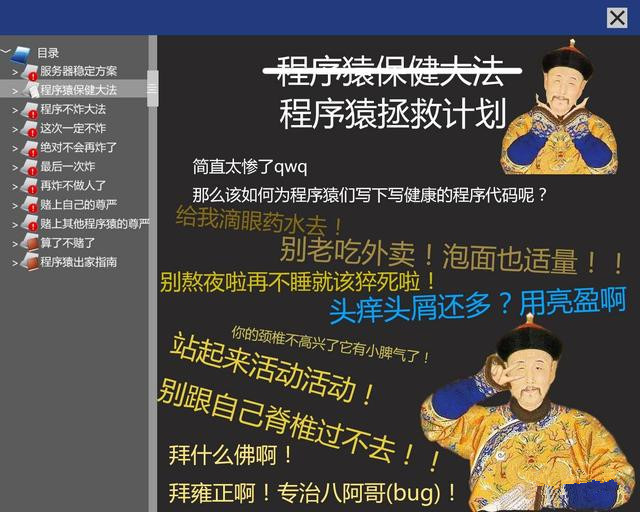 目录
服务器稳定方案
程序猿保健大法
程序不炸大法
这次一定不炸
绝对不会再炸了
最后一次炸
再炸不做人了
赌上自己的尊严
赌上其他程序猿的尊严
算了不赌了
程序猿出家指南
程序猿保健大法
程序猿拯救计划
简直太惨了qwq
那么该如何为程序猿们写下写健康的程序代码呢？
给我滴眼药水去！
别老吃外卖！泡面也适量！！
别熬夜啦再不睡就该猝死啦！
头痒头屑还多？用亮盈啊
你的颈椎不高兴了它有小脾气了！
站起来活动活动！
别跟自己脊椎过不去！！
拜什么佛啊！
拜雍正啊！专治八阿哥(bug)！